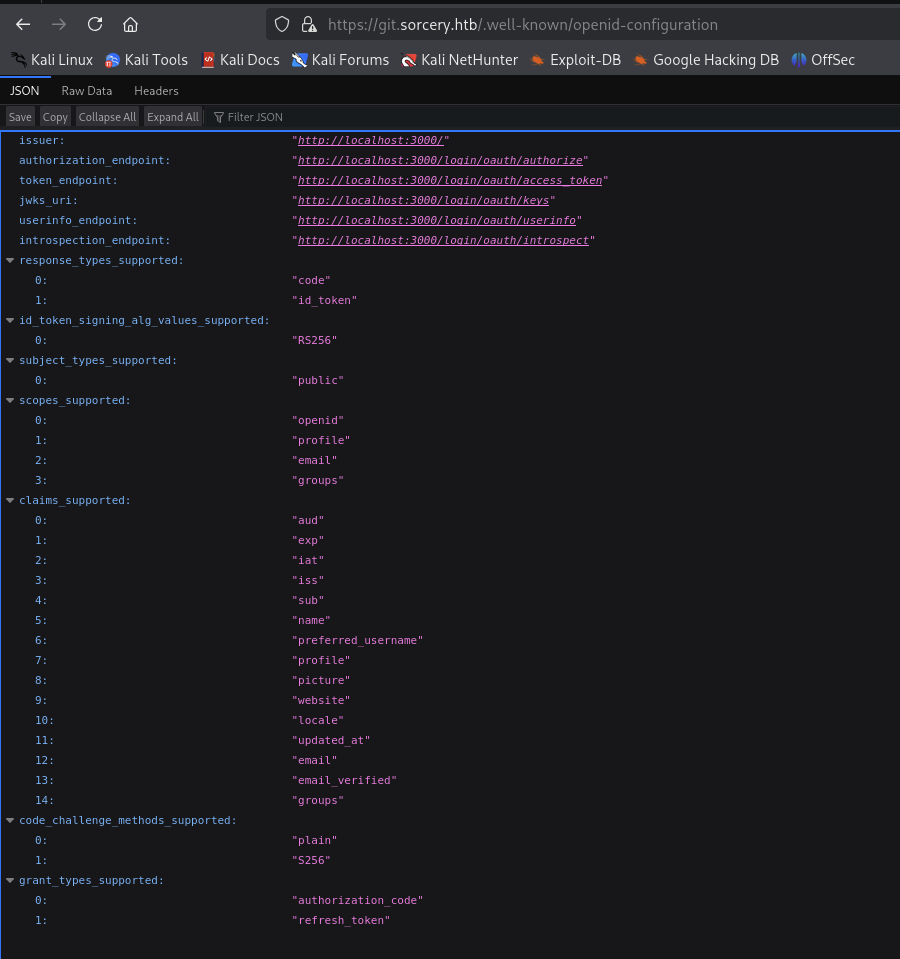 https://git.sorcery.htb/.well-known/openid-configuration
Kali Linux Kali Tools Kali Docs Kali Forums Kali NetHunter Exploit-DB Google Hacking DB OffSec
JSON Raw Data Headers
Save Copy Collapse All Expand All Filter JSON
issuer: "http://localhost:3000/"
authorization_endpoint: "http://localhost:3000/login/oauth/authorize"
token_endpoint: "http://localhost:3000/login/oauth/access_token"
jwks_uri: "http://localhost:3000/login/oauth/keys"
userinfo_endpoint: "http://localhost:3000/login/oauth/userinfo"
introspection_endpoint: "http://localhost:3000/login/oauth/introspect"
response_types_supported:
0: "code"
1: "id_token"
id_token_signing_alg_values_supported:
0: "RS256"
subject_types_supported:
0: "public"
scopes_supported:
0: "openid"
1: "profile"
2: "email"
3: "groups"
claims_supported:
0: "aud"
1: "exp"
2: "iat"
3: "iss"
4: "sub"
5: "name"
6: "preferred_username"
7: "profile"
8: "picture"
9: "website"
10: "locale"
11: "updated_at"
12: "email"
13: "email_verified"
14: "groups"
code_challenge_methods_supported:
0: "plain"
1: "S256"
grant_types_supported:
0: "authorization_code"
1: "refresh_token"